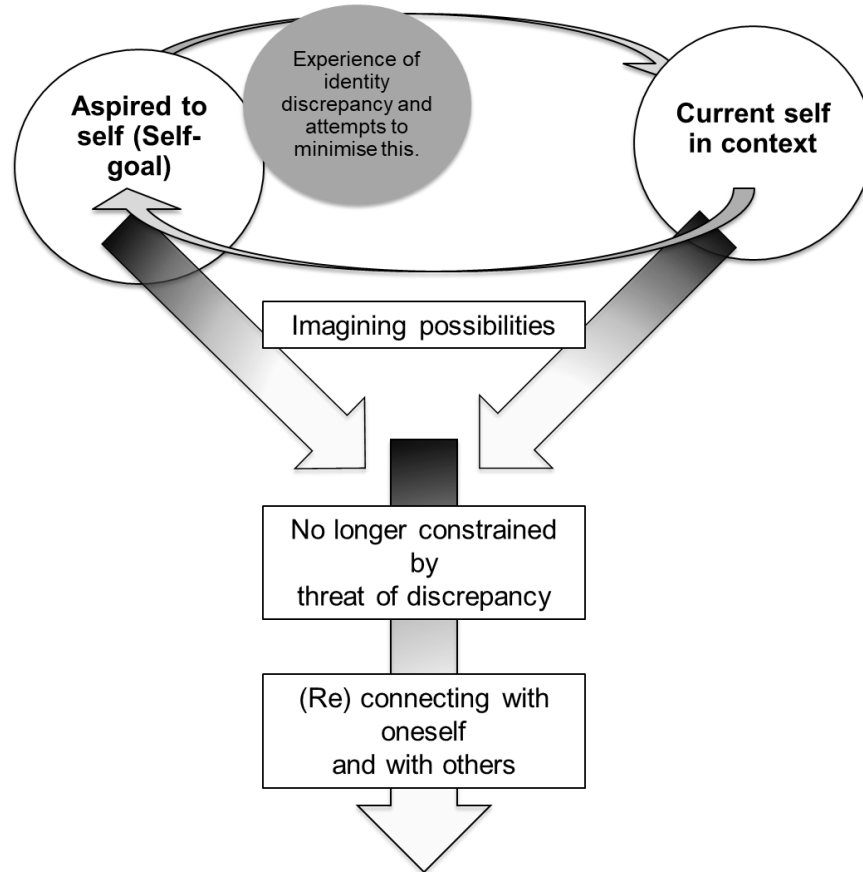 Aspired to
self (Self-
goal)
Experience of
identity
discrepancy and
attempts to
minimise this.
Current self
in context
Imagining possibilities
No longer constrained
by
threat of discrepancy
(Re) connecting with
oneself
and with others